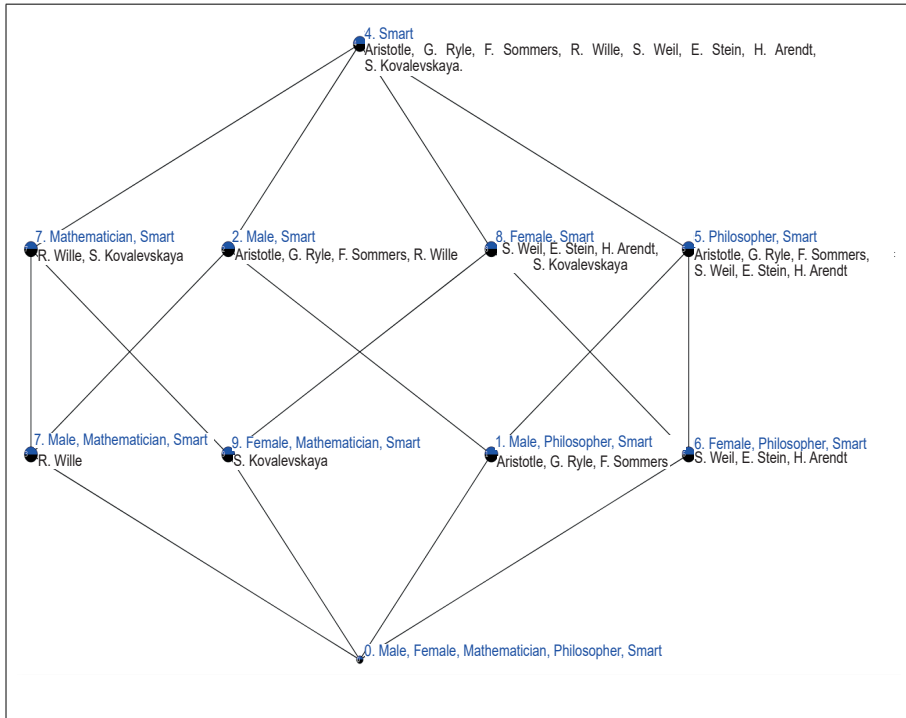 4. Smart
Aristotle, G. Ryle, F. Sommers, R. Wille, S. Weil, E. Stein, H. Arendt,
S. Kovalevskaya.
7. Mathematician, Smart
R. Wille, S. Kovalevskaya
2. Male, Smart
Aristotle, G. Ryle, F. Sommers, R. Wille
8. Female, Smart
S. Weil, E. Stein, H. Arendt,
S. Kovalevskaya
5. Philosopher, Smart
Aristotle, G. Ryle, F. Sommers,
S. Weil, E. Stein, H. Arendt
7. Male, Mathematician, Smart
R. Wille
9. Female, Mathematician, Smart
S. Kovalevskaya
1. Male, Philosopher, Smart
Aristotle, G. Ryle, F. Sommers
6. Female, Philosopher, Smart
S. Weil, E. Stein, H. Arendt
0. Male, Female, Mathematician, Philosopher, Smart